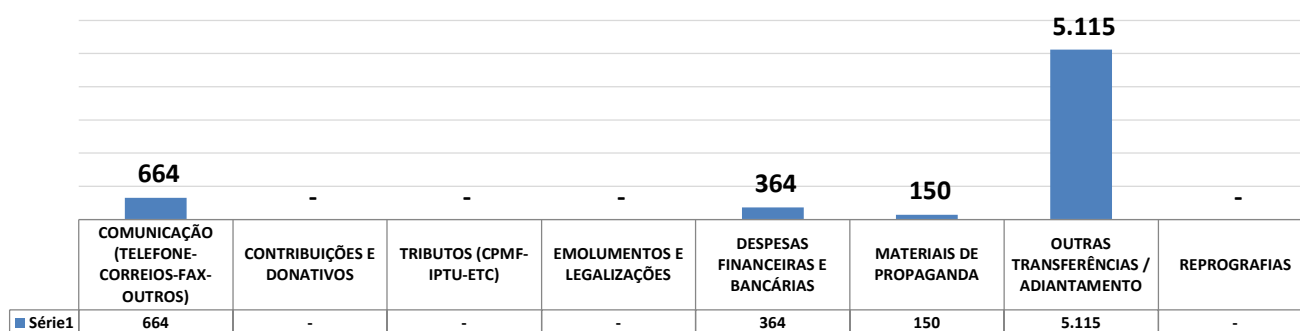 5.115
664
-
-
-
364
150
-
COMUNICAÇÃO
(TELEFONE-
CORREIOS-FAX-
OUTROS)
CONTRIBUIÇÕES E
DONATIVOS
TRIBUTOS (CPMF-
IPTU-ETC)
EMOLUMENTOS E
LEGALIZAÇÕES
DESPESAS
FINANCEIRAS E
BANCÁRIAS
MATERIAIS DE
PROPAGANDA
OUTRAS
TRANSFERÊNCIAS /
ADIANTAMENTO
REPROGRAFIAS
Série1 664 - - - 364 150 5.115 -